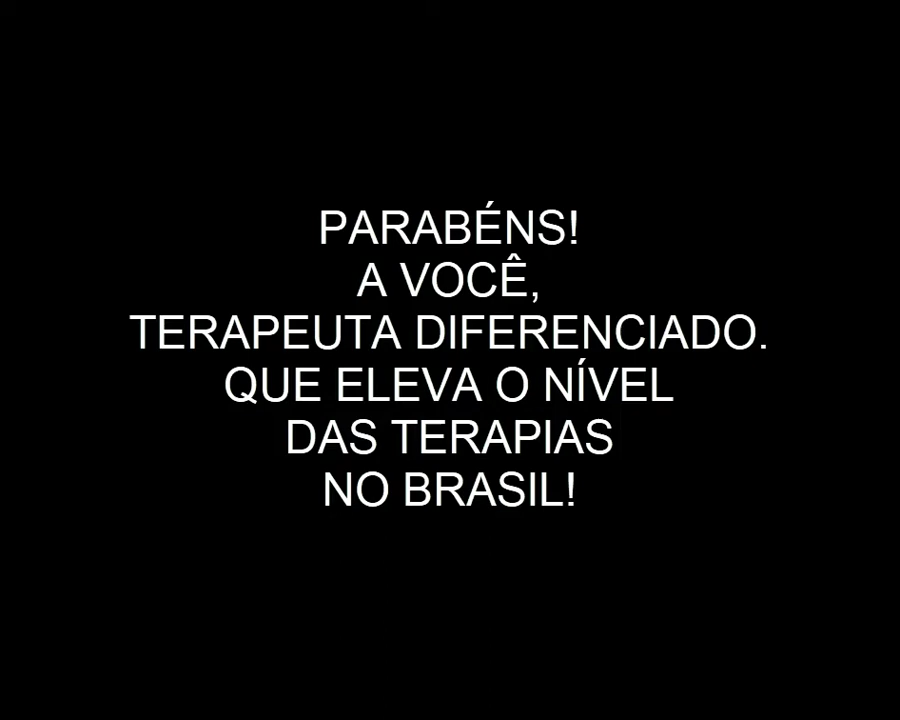 PARABÉNS!
A VOCÊ,
TERAPEUTA DIFERENCIADO.
QUE ELEVA O NÍVEL
DAS TERAPIAS
NO BRASIL!